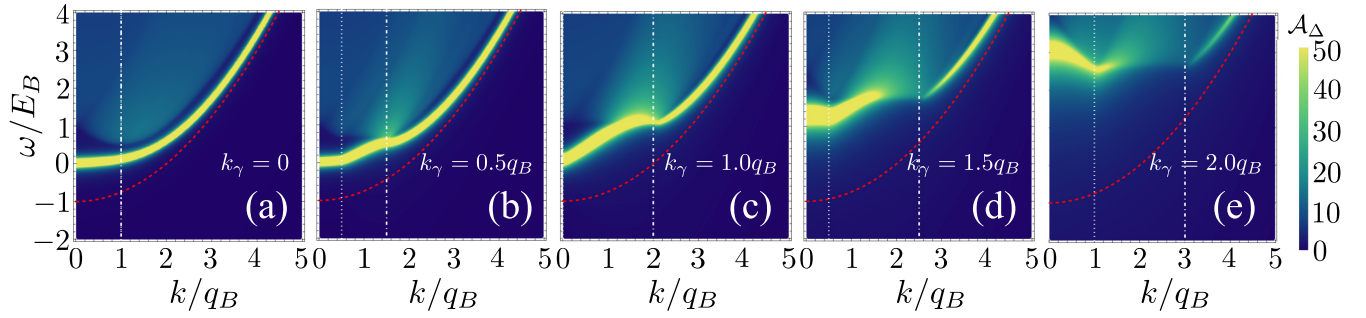 4
3
2
1
0
−1
−2
ω/E_B
k_γ = 0
(a)
k_γ = 0.5q_B
(b)
k_γ = 1.0q_B
(c)
k_γ = 1.5q_B
(d)
k_γ = 2.0q_B
(e)
𝒜_Δ
50
40
30
20
10
0
0 1 2 3 4 5
0 1 2 3 4 5
0 1 2 3 4 5
0 1 2 3 4 5
0 1 2 3 4 5
k/q_B
k/q_B
k/q_B
k/q_B
k/q_B